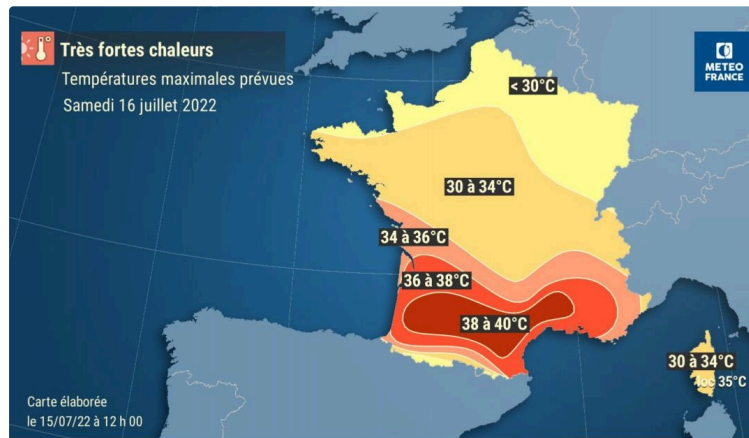 Très fortes chaleurs
Températures maximales prévues
Samedi 16 juillet 2022
METEO
FRANCE
< 30°C
30 à 34°C
34 à 36°C
36 à 38°C
38 à 40°C
30 à 34°C
loc 35°C
Carte élaborée
le 15/07/22 à 12 h 00